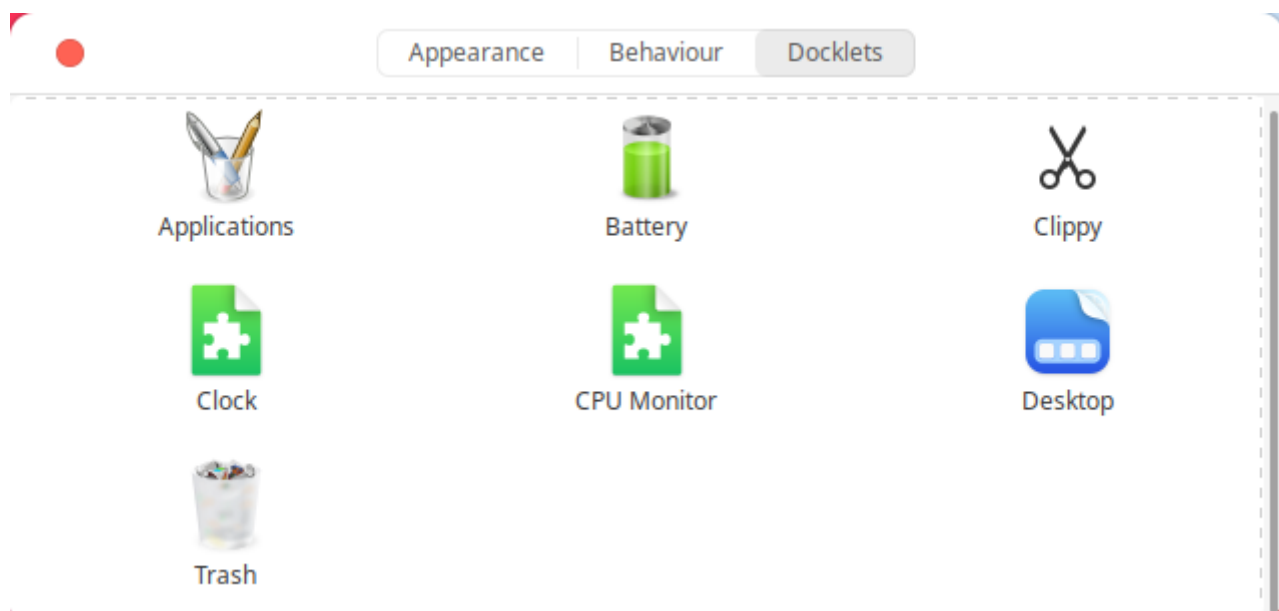 Appearance Behaviour Docklets
Applications Battery Clippy
Clock CPU Monitor Desktop
Trash